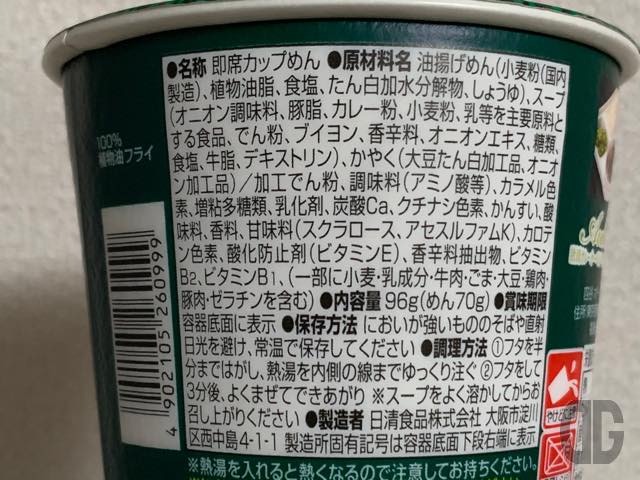 ●名称 即席カップめん ●原材料名 油揚げめん(小麦粉(国内
製造)、植物油脂、食塩、たん白加水分解物、しょうゆ)、スープ
(オニオン調味料、豚脂、カレー粉、小麦粉、乳等を主要原料と
する食品、でん粉、ブイヨン、香辛料、オニオンエキス、糖類、
食塩、牛脂、デキストリン)、かやく(大豆たん白加工品、オニオ
ン加工品)/加工でん粉、調味料(アミノ酸等)、カラメル色
素、増粘多糖類、乳化剤、炭酸Ca、クチナシ色素、かんすい、酸
味料、香料、甘味料(スクラロース、アセスルファムK)、カロテ
ン色素、酸化防止剤(ビタミンE)、香辛料抽出物、ビタミン
B2、ビタミンB1、(一部に小麦・乳成分・牛肉・ごま・大豆・鶏肉・
豚肉・ゼラチンを含む) ●内容量 96g(めん70g) ●賞味期限
容器底面に表示 ●保存方法 においが強いもののそばや直射
日光を避け、常温で保存してください ●調理方法 ①フタを半
分まではがし、熱湯を内側の線までゆっくり注ぐ ②フタをして
3分後、よくまぜてできあがり ※スープをよく溶かしてからお
召し上がりください ●製造者 日清食品株式会社 大阪市淀川
区西中島4-1-1 製造所固有記号は容器底面下段右端に表示
※熱湯を入れると熱くなるので注意してお持ちください。
100%
植物油フライ
4 902105 260999
やけど